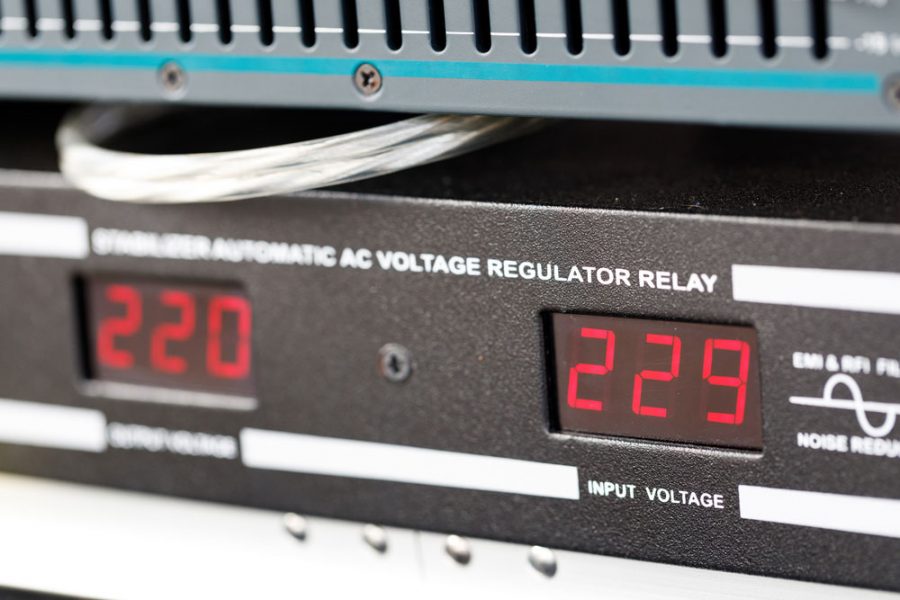 STABILIZER AUTOMATIC AC VOLTAGE REGULATOR RELAY
220
229
EMI & RFI
NOISE
OUTPUT VOLTAGE
INPUT VOLTAGE